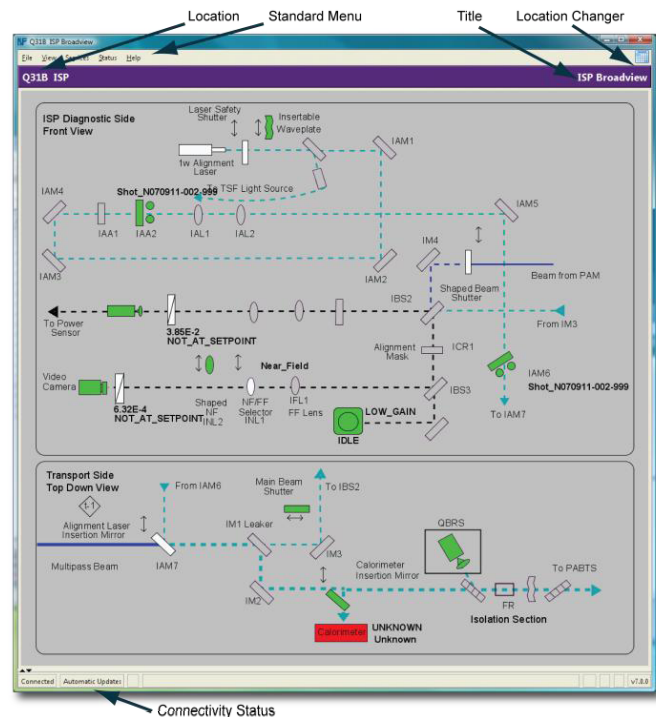 Location
Standard Menu
Title
Location Changer
Q31B ISP Broadview
File View Status Help
Q31B ISP
ISP Broadview
ISP Diagnostic Side
Front View
Laser Safety
Shutter
Insertable
Waveplate
1w Alignment
Laser
IAM1
To TSF Light Source
IAM4
Shot_N070911-002-999
IAA1
IAA2
IAL1
IAL2
IAM5
IAM3
IAM2
IM4
Beam from PAM
Shaped Beam
Shutter
IBS2
To Power
Sensor
3.85E-2
NOT_AT_SETPOINT
From IM3
Alignment
Mask
ICR1
Near_Field
Video
Camera
IAM6
Shot_N070911-002-999
6.32E-4
NOT_AT_SETPOINT
Shaped
NF
INL2
NF/FF
Selector
INL1
IFL1
FF Lens
IBS3
LOW_GAIN
IDLE
To IAM7
Transport Side
Top Down View
1-1
From IAM6
Main Beam
Shutter
To IBS2
Alignment Laser
Insertion Mirror
IM1 Leaker
QBRS
Multipass Beam
IAM7
IM3
Calorimeter
Insertion Mirror
To PABTS
IM2
FR
Isolation Section
Calorimeter
UNKNOWN
Unknown
Connected
Automatic Updates
v7.0.0
Connectivity Status